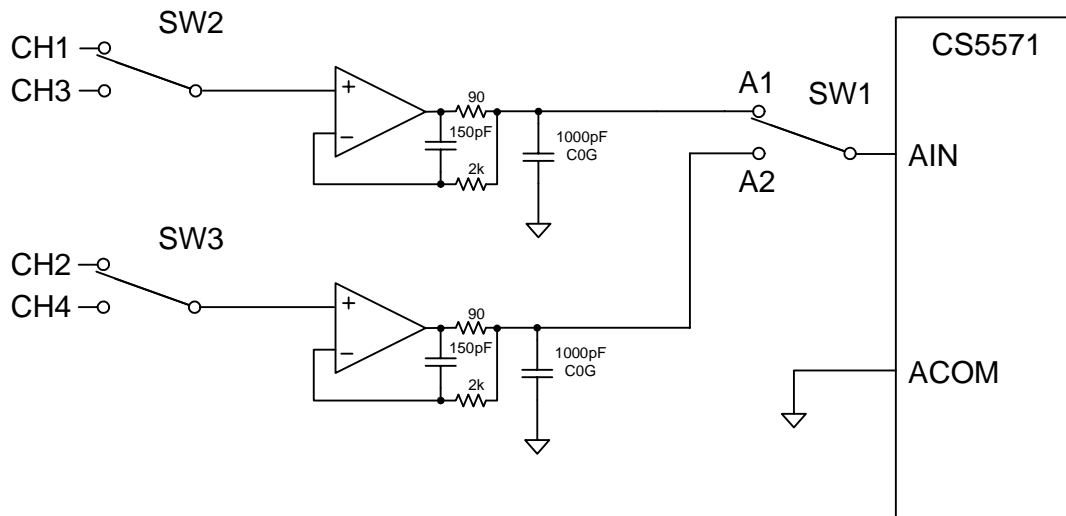 SW2
CH1
CH3
+
−
90
150pF
2k
1000pF
C0G
A1
A2
SW1
CS5571
AIN
SW3
CH2
CH4
+
−
90
150pF
2k
1000pF
C0G
ACOM